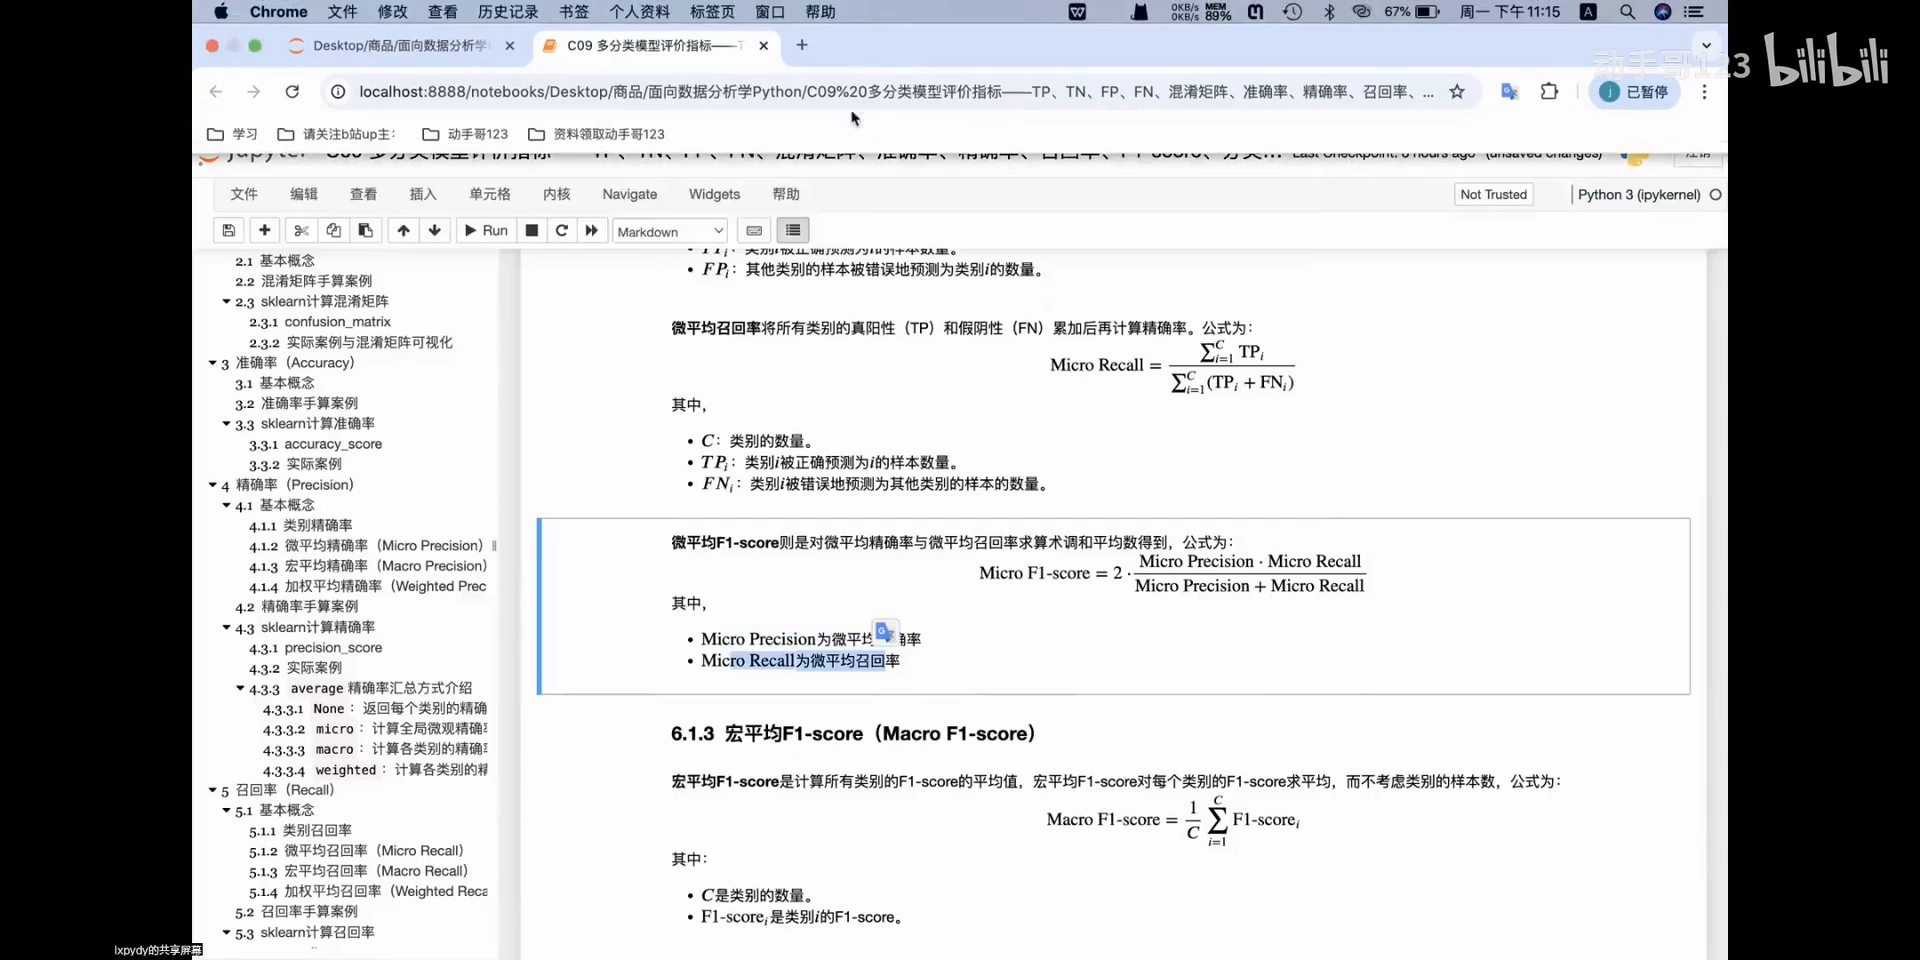 Chrome 文件 修改 查看 历史记录 书签 个人资料 标签页 窗口 帮助 0KB/s 0KB/s MEM 89% 67% 周一 下午 11:15
Desktop/商品/面向数据分析学 C09 多分类模型评价指标——T
动手哥123 bilibili
localhost:8888/notebooks/Desktop/商品/面向数据分析学Python/C09%20多分类模型评价指标——TP、TN、FP、FN、混淆矩阵、准确率、精确率、召回率、... 已暂停
学习 请关注b站up主: 动手哥123 资料领取动手哥123
文件 编辑 查看 插入 单元格 内核 Navigate Widgets 帮助 Not Trusted Python 3 (ipykernel)
Run Markdown
2.1 基本概念
2.2 混淆矩阵手算案例
2.3 sklearn计算混淆矩阵
2.3.1 confusion_matrix
2.3.2 实际案例与混淆矩阵可视化
3 准确率（Accuracy）
3.1 基本概念
3.2 准确率手算案例
3.3 sklearn计算准确率
3.3.1 accuracy_score
3.3.2 实际案例
4 精确率（Precision）
4.1 基本概念
4.1.1 类别精确率
4.1.2 微平均精确率（Micro Precision）
4.1.3 宏平均精确率（Macro Precision）
4.1.4 加权平均精确率（Weighted Prec
4.2 精确率手算案例
4.3 sklearn计算精确率
4.3.1 precision_score
4.3.2 实际案例
4.3.3 average 精确率汇总方式介绍
4.3.3.1 None： 返回每个类别的精确
4.3.3.2 micro： 计算全局微观精确
4.3.3.3 macro： 计算各类别的精确
4.3.3.4 weighted： 计算各类别的精
5 召回率（Recall）
5.1 基本概念
5.1.1 类别召回率
5.1.2 微平均召回率（Micro Recall）
5.1.3 宏平均召回率（Macro Recall）
5.1.4 加权平均召回率（Weighted Reca
5.2 召回率手算案例
5.3 sklearn计算召回率
• TPi：类别i被正确预测为i的样本数量。
• FPi：其他类别的样本被错误地预测为类别i的数量。
微平均召回率将所有类别的真阳性（TP）和假阴性（FN）累加后再计算精确率。公式为：
Micro Recall = ∑i=1C TPi / ∑i=1C(TPi + FNi)
其中，
• C：类别的数量。
• TPi：类别i被正确预测为i的样本数量。
• FNi：类别i被错误地预测为其他类别的样本的数量。
微平均F1-score则是对微平均精确率与微平均召回率求算术调和平均数得到，公式为：
Micro F1-score = 2 · Micro Precision · Micro Recall / Micro Precision + Micro Recall
其中，
• Micro Precision为微平均 确率
• Micro Recall为微平均召回率
6.1.3 宏平均F1-score（Macro F1-score）
宏平均F1-score是计算所有类别的F1-score的平均值，宏平均F1-score对每个类别的F1-score求平均，而不考虑类别的样本数，公式为：
Macro F1-score = 1/C ∑i=1C F1-scorei
其中：
• C是类别的数量。
• F1-scorei是类别i的F1-score。
lxpydy的共享屏幕